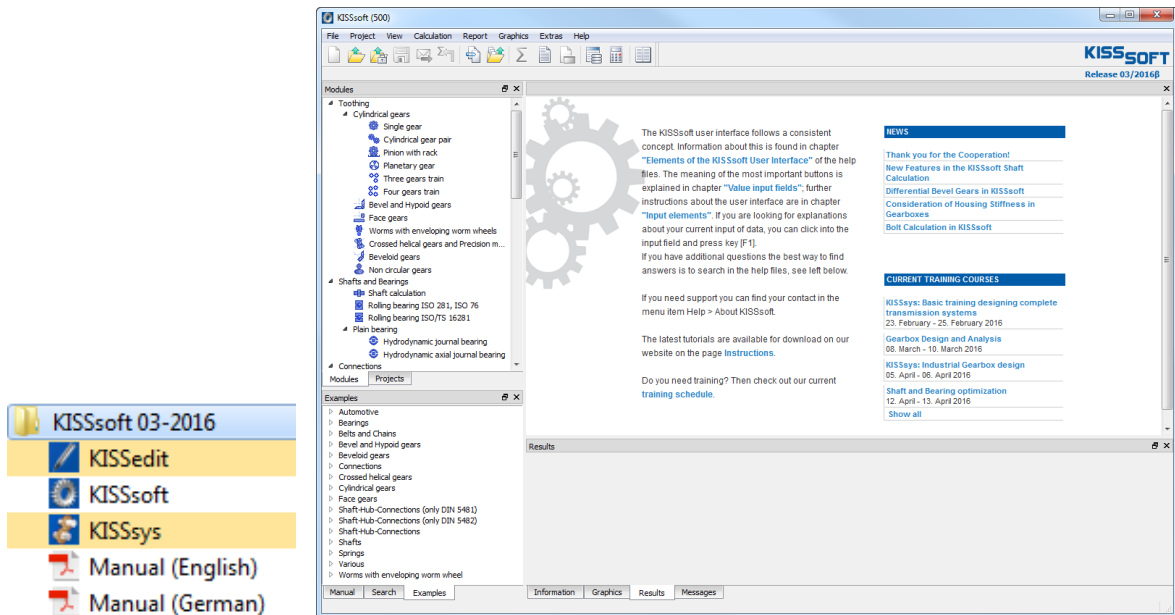 KISSsoft 03-2016
KISSedit
KISSsoft
KISSsys
Manual (English)
Manual (German)
KISSsoft (500)
File Project View Calculation Report Graphics Extras Help
KISSsoft
Release 03/2016β
Modules
Toothing
Cylindrical gears
Single gear
Cylindrical gear pair
Pinion with rack
Planetary gear
Three gears train
Four gears train
Bevel and Hypoid gears
Face gears
Worms with enveloping worm wheels
Crossed helical gears and Precision m...
Beveloid gears
Non circular gears
Shafts and Bearings
Shaft calculation
Rolling bearing ISO 281, ISO 76
Rolling bearing ISO/TS 16281
Plain bearing
Hydrodynamic journal bearing
Hydrodynamic axial journal bearing
Connections
Modules Projects
Examples
Automotive
Bearings
Belts and Chains
Bevel and Hypoid gears
Beveloid gears
Connections
Crossed helical gears
Cylindrical gears
Face gears
Shaft-Hub-Connections (only DIN 5481)
Shaft-Hub-Connections (only DIN 5482)
Shaft-Hub-Connections
Shafts
Springs
Various
Worms with enveloping worm wheel
Manual Search Examples
The KISSsoft user interface follows a consistent
concept. Information about this is found in chapter
"Elements of the KISSsoft User Interface" of the help
files. The meaning of the most important buttons is
explained in chapter "Value input fields"; further
instructions about the user interface are in chapter
"Input elements". If you are looking for explanations
about your current input of data, you can click into the
input field and press key [F1].
If you have additional questions the best way to find
answers is to search in the help files, see left below.
If you need support you can find your contact in the
menu item Help > About KISSsoft.
The latest tutorials are available for download on our
website on the page Instructions.
Do you need training? Then check out our current
training schedule.
NEWS
Thank you for the Cooperation!
New Features in the KISSsoft Shaft
Calculation
Differential Bevel Gears in KISSsoft
Consideration of Housing Stiffness in
Gearboxes
Bolt Calculation in KISSsoft
CURRENT TRAINING COURSES
KISSsys: Basic training designing complete
transmission systems
23. February - 25. February 2016
Gearbox Design and Analysis
08. March - 10. March 2016
KISSsys: Industrial Gearbox design
05. April - 06. April 2016
Shaft and Bearing optimization
12. April - 13. April 2016
Show all
Results
Information Graphics Results Messages